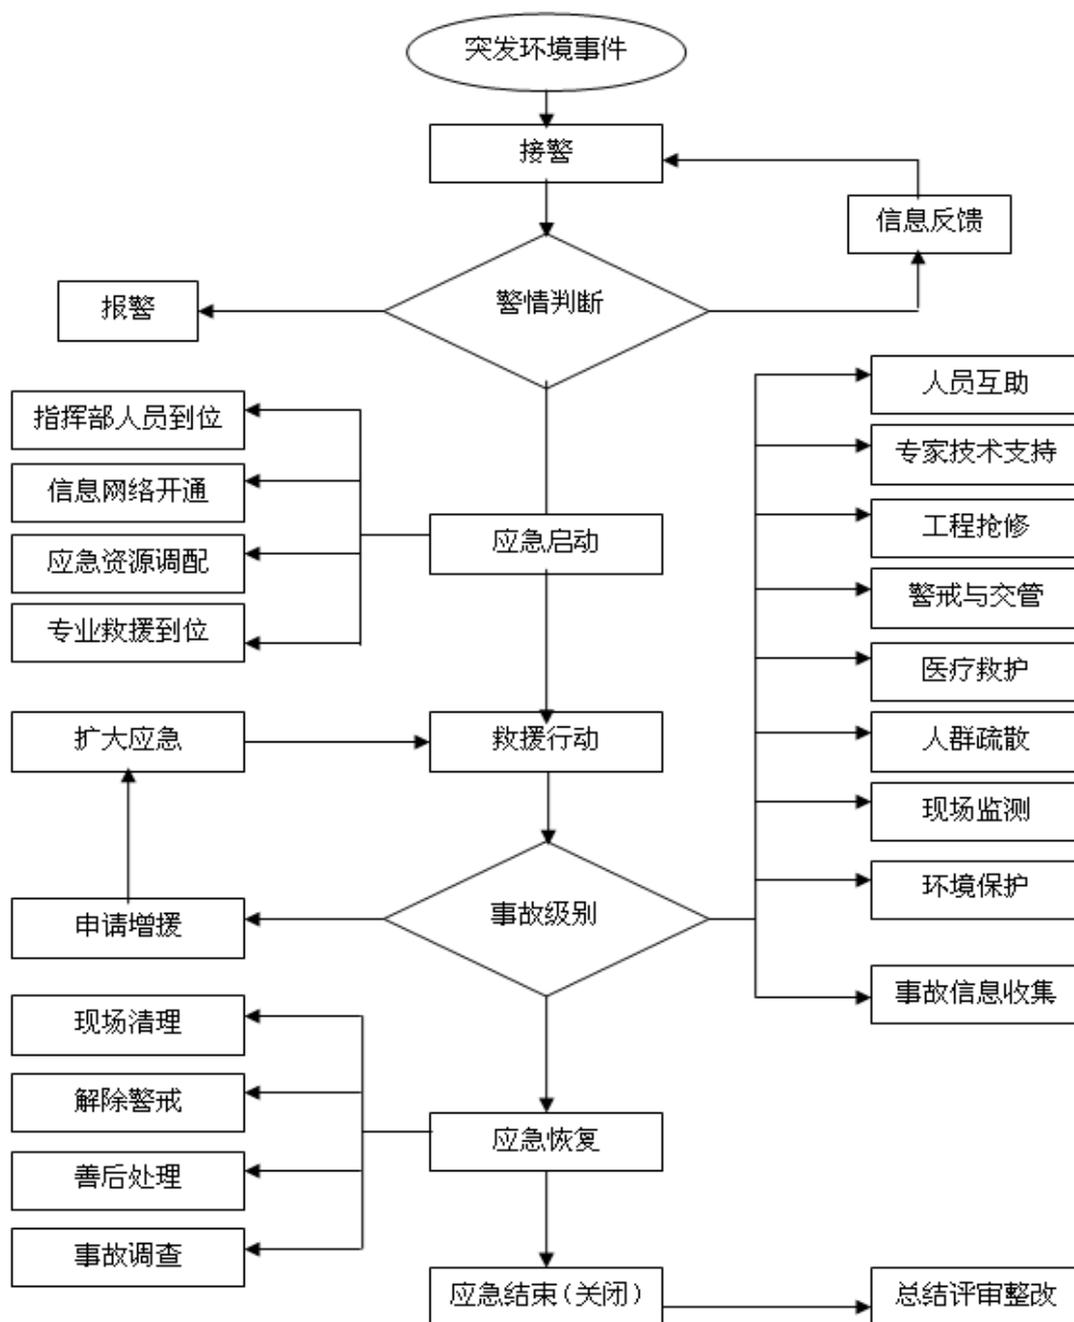 突发环境事件
接警
信息反馈
警情判断
报警
人员互助
指挥部人员到位
专家技术支持
信息网络开通
工程抢修
应急启动
应急资源调配
警戒与交管
专业救援到位
医疗救护
扩大应急
救援行动
人群疏散
现场监测
环境保护
申请增援
事故级别
事故信息收集
现场清理
解除警戒
应急恢复
善后处理
事故调查
应急结束(关闭)
总结评审整改